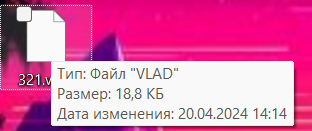 321.v
Тип: Файл "VLAD"
Размер: 18,8 КБ
Дата изменения: 20.04.2024 14:14